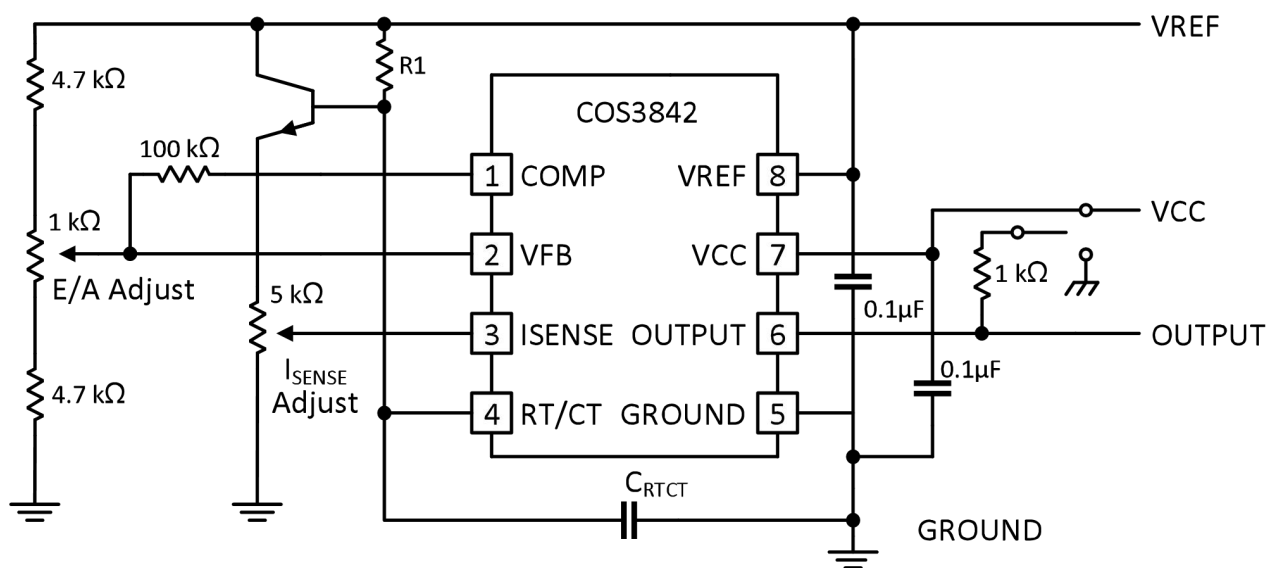 VREF
4.7 kΩ
R1
COS3842
100 kΩ
1 COMP
VREF 8
1 kΩ
VCC
2 VFB
VCC 7
E/A Adjust
5 kΩ
1 kΩ
0.1µF
3 ISENSE
OUTPUT 6
OUTPUT
ISENSE
Adjust
0.1µF
4.7 kΩ
4 RT/CT
GROUND 5
CRTCT
GROUND